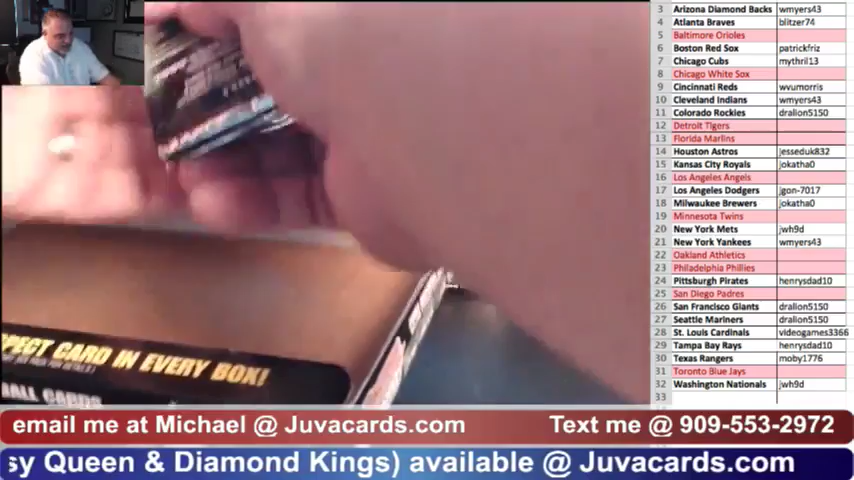 3 Arizona Diamond Backs wmyers43
4 Atlanta Braves blitzer74
5 Baltimore Orioles
6 Boston Red Sox patrickfriz
7 Chicago Cubs mythril13
8 Chicago White Sox
9 Cincinnati Reds wvumorris
10 Cleveland Indians wmyers43
11 Colorado Rockies dralion5150
12 Detroit Tigers
13 Florida Marlins
14 Houston Astros jesseduk832
15 Kansas City Royals jokatha0
16 Los Angeles Angels
17 Los Angeles Dodgers jgon-7017
18 Milwaukee Brewers jokatha0
19 Minnesota Twins
20 New York Mets jwh9d
21 New York Yankees wmyers43
22 Oakland Athletics
23 Philadelphia Phillies
24 Pittsburgh Pirates henrysdad10
25 San Diego Padres
26 San Francisco Giants dralion5150
27 Seattle Mariners dralion5150
28 St. Louis Cardinals videogames3366
29 Tampa Bay Rays henrysdad10
30 Texas Rangers moby1776
31 Toronto Blue Jays
32 Washington Nationals jwh9d
33
PECT CARD IN EVERY BOX!
ALL CARDS
email me at Michael @ Juvacards.com Text me @ 909-553-2972
sy Queen & Diamond Kings) available @ Juvacards.com